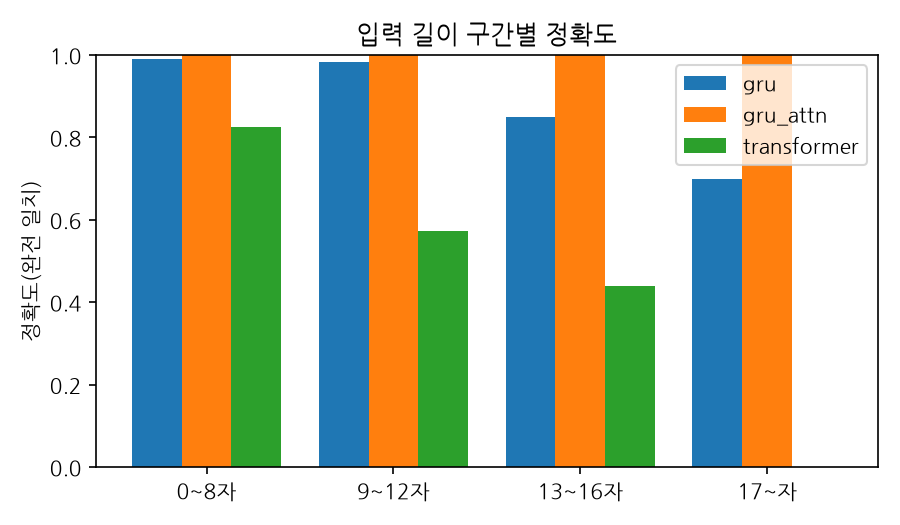 입력 길이 구간별 정확도
정확도(완전 일치)
1.0
0.8
0.6
0.4
0.2
0.0
gru
gru_attn
transformer
0~8자
9~12자
13~16자
17~자